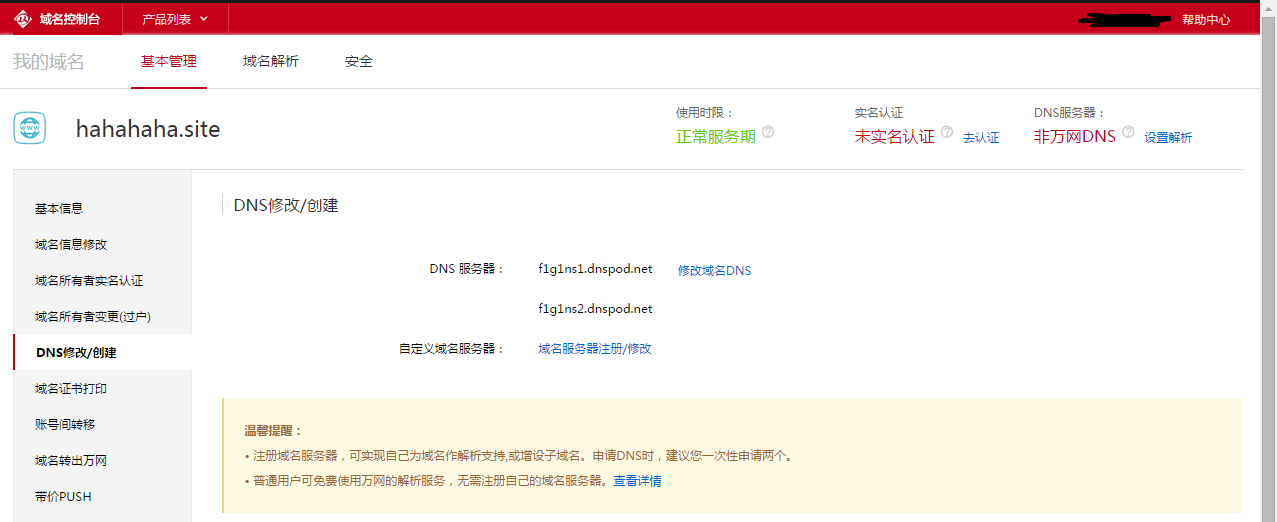 域名控制台 产品列表 帮助中心
我的域名 基本管理 域名解析 安全
使用时限： 实名认证 DNS服务器：
www hahahaha.site 正常服务期 ? 未实名认证 ? 去认证 非万网DNS ? 设置解析
基本信息
域名信息修改
域名所有者实名认证
域名所有者变更(过户)
DNS修改/创建
域名证书打印
账号间转移
域名转出万网
带价PUSH
DNS修改/创建
DNS 服务器： f1g1ns1.dnspod.net 修改域名DNS
f1g1ns2.dnspod.net
自定义域名服务器： 域名服务器注册/修改
温馨提醒：
• 注册域名服务器，可实现自己为域名作解析支持,或增设子域名。申请DNS时，建议您一次性申请两个。
• 普通用户可免费使用万网的解析服务，无需注册自己的域名服务器。查看详情